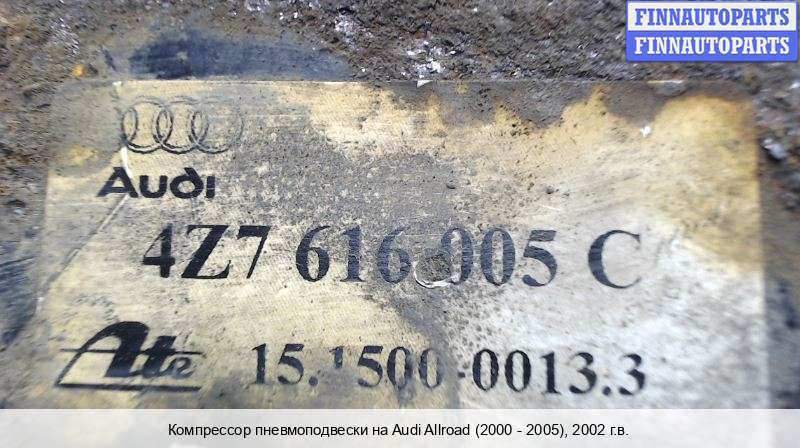 FINNAUTOPARTS
FINNAUTOPARTS
Audi
4Z7 616 005 C
Ate 15.1500-0013.3
Компрессор пневмоподвески на Audi Allroad (2000 - 2005), 2002 г.в.